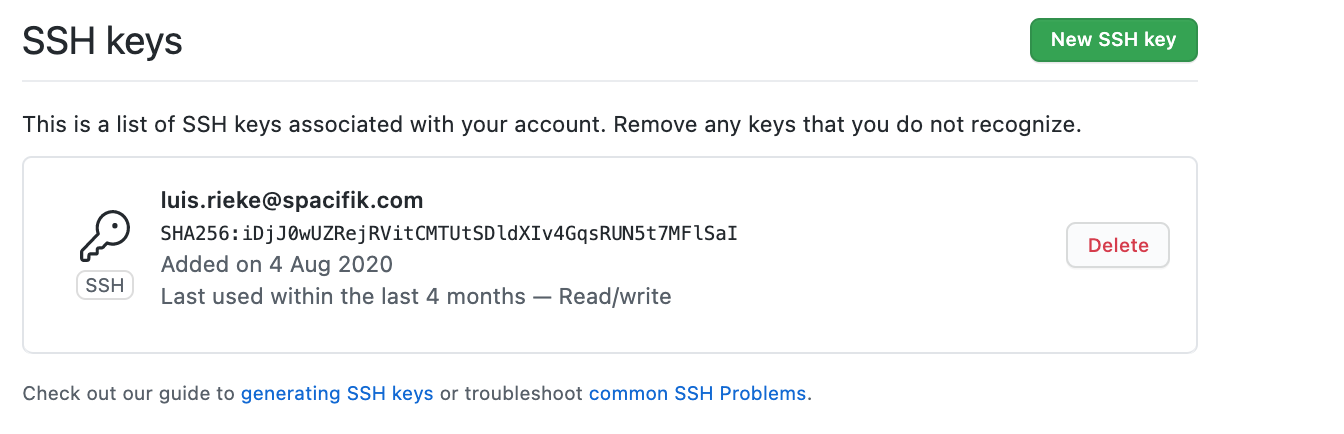 SSH keys
New SSH key
This is a list of SSH keys associated with your account. Remove any keys that you do not recognize.
luis.rieke@spacifik.com
SHA256:iDjJ0wUZRejRVitCMTUtSDldXIv4GqsRUN5t7MFlSaI
Added on 4 Aug 2020
Last used within the last 4 months — Read/write
SSH
Delete
Check out our guide to generating SSH keys or troubleshoot common SSH Problems.